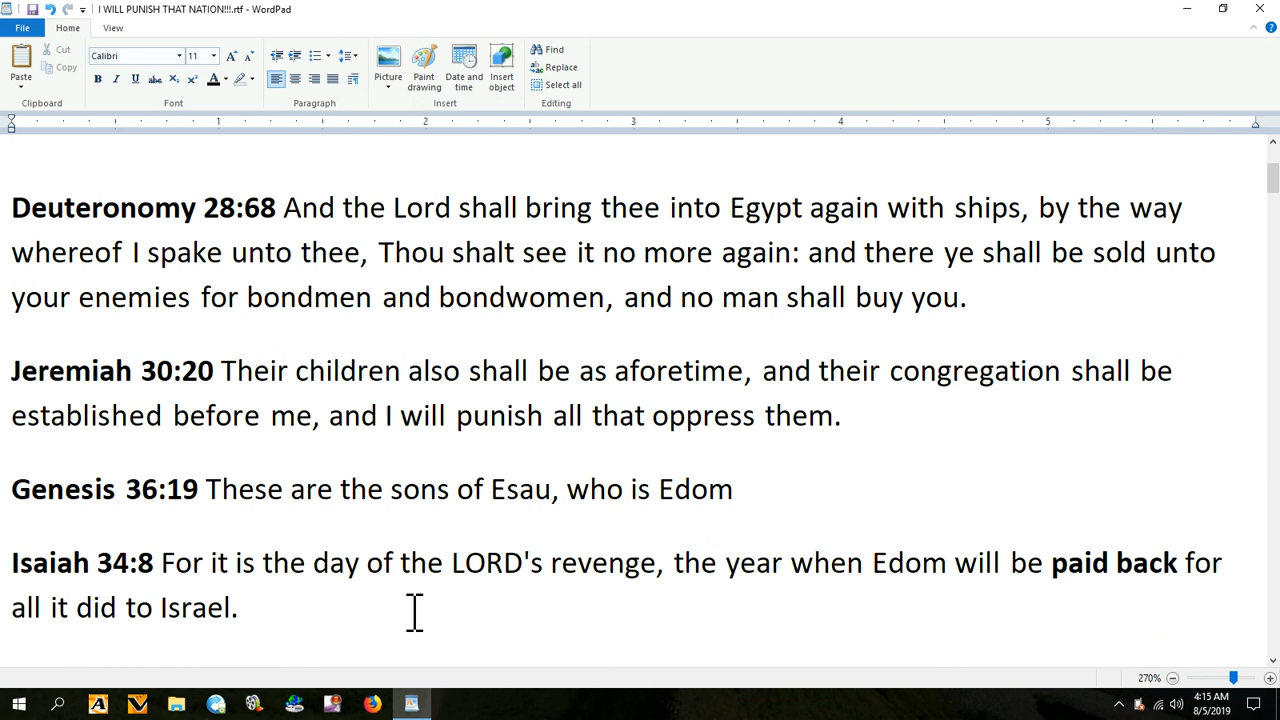 I WILL PUNISH THAT NATION!!!.rtf - WordPad
File Home View
Paste
Cut
Copy
Clipboard
Calibri 11
Font
Paragraph
Picture
Paint drawing
Date and time
Insert object
Insert
Find
Replace
Select all
Editing
1 2 3 4 5
Deuteronomy 28:68 And the Lord shall bring thee into Egypt again with ships, by the way
whereof I spake unto thee, Thou shalt see it no more again: and there ye shall be sold unto
your enemies for bondmen and bondwomen, and no man shall buy you.
Jeremiah 30:20 Their children also shall be as aforetime, and their congregation shall be
established before me, and I will punish all that oppress them.
Genesis 36:19 These are the sons of Esau, who is Edom
Isaiah 34:8 For it is the day of the LORD's revenge, the year when Edom will be paid back for
all it did to Israel.
270%
4:15 AM
8/5/2019